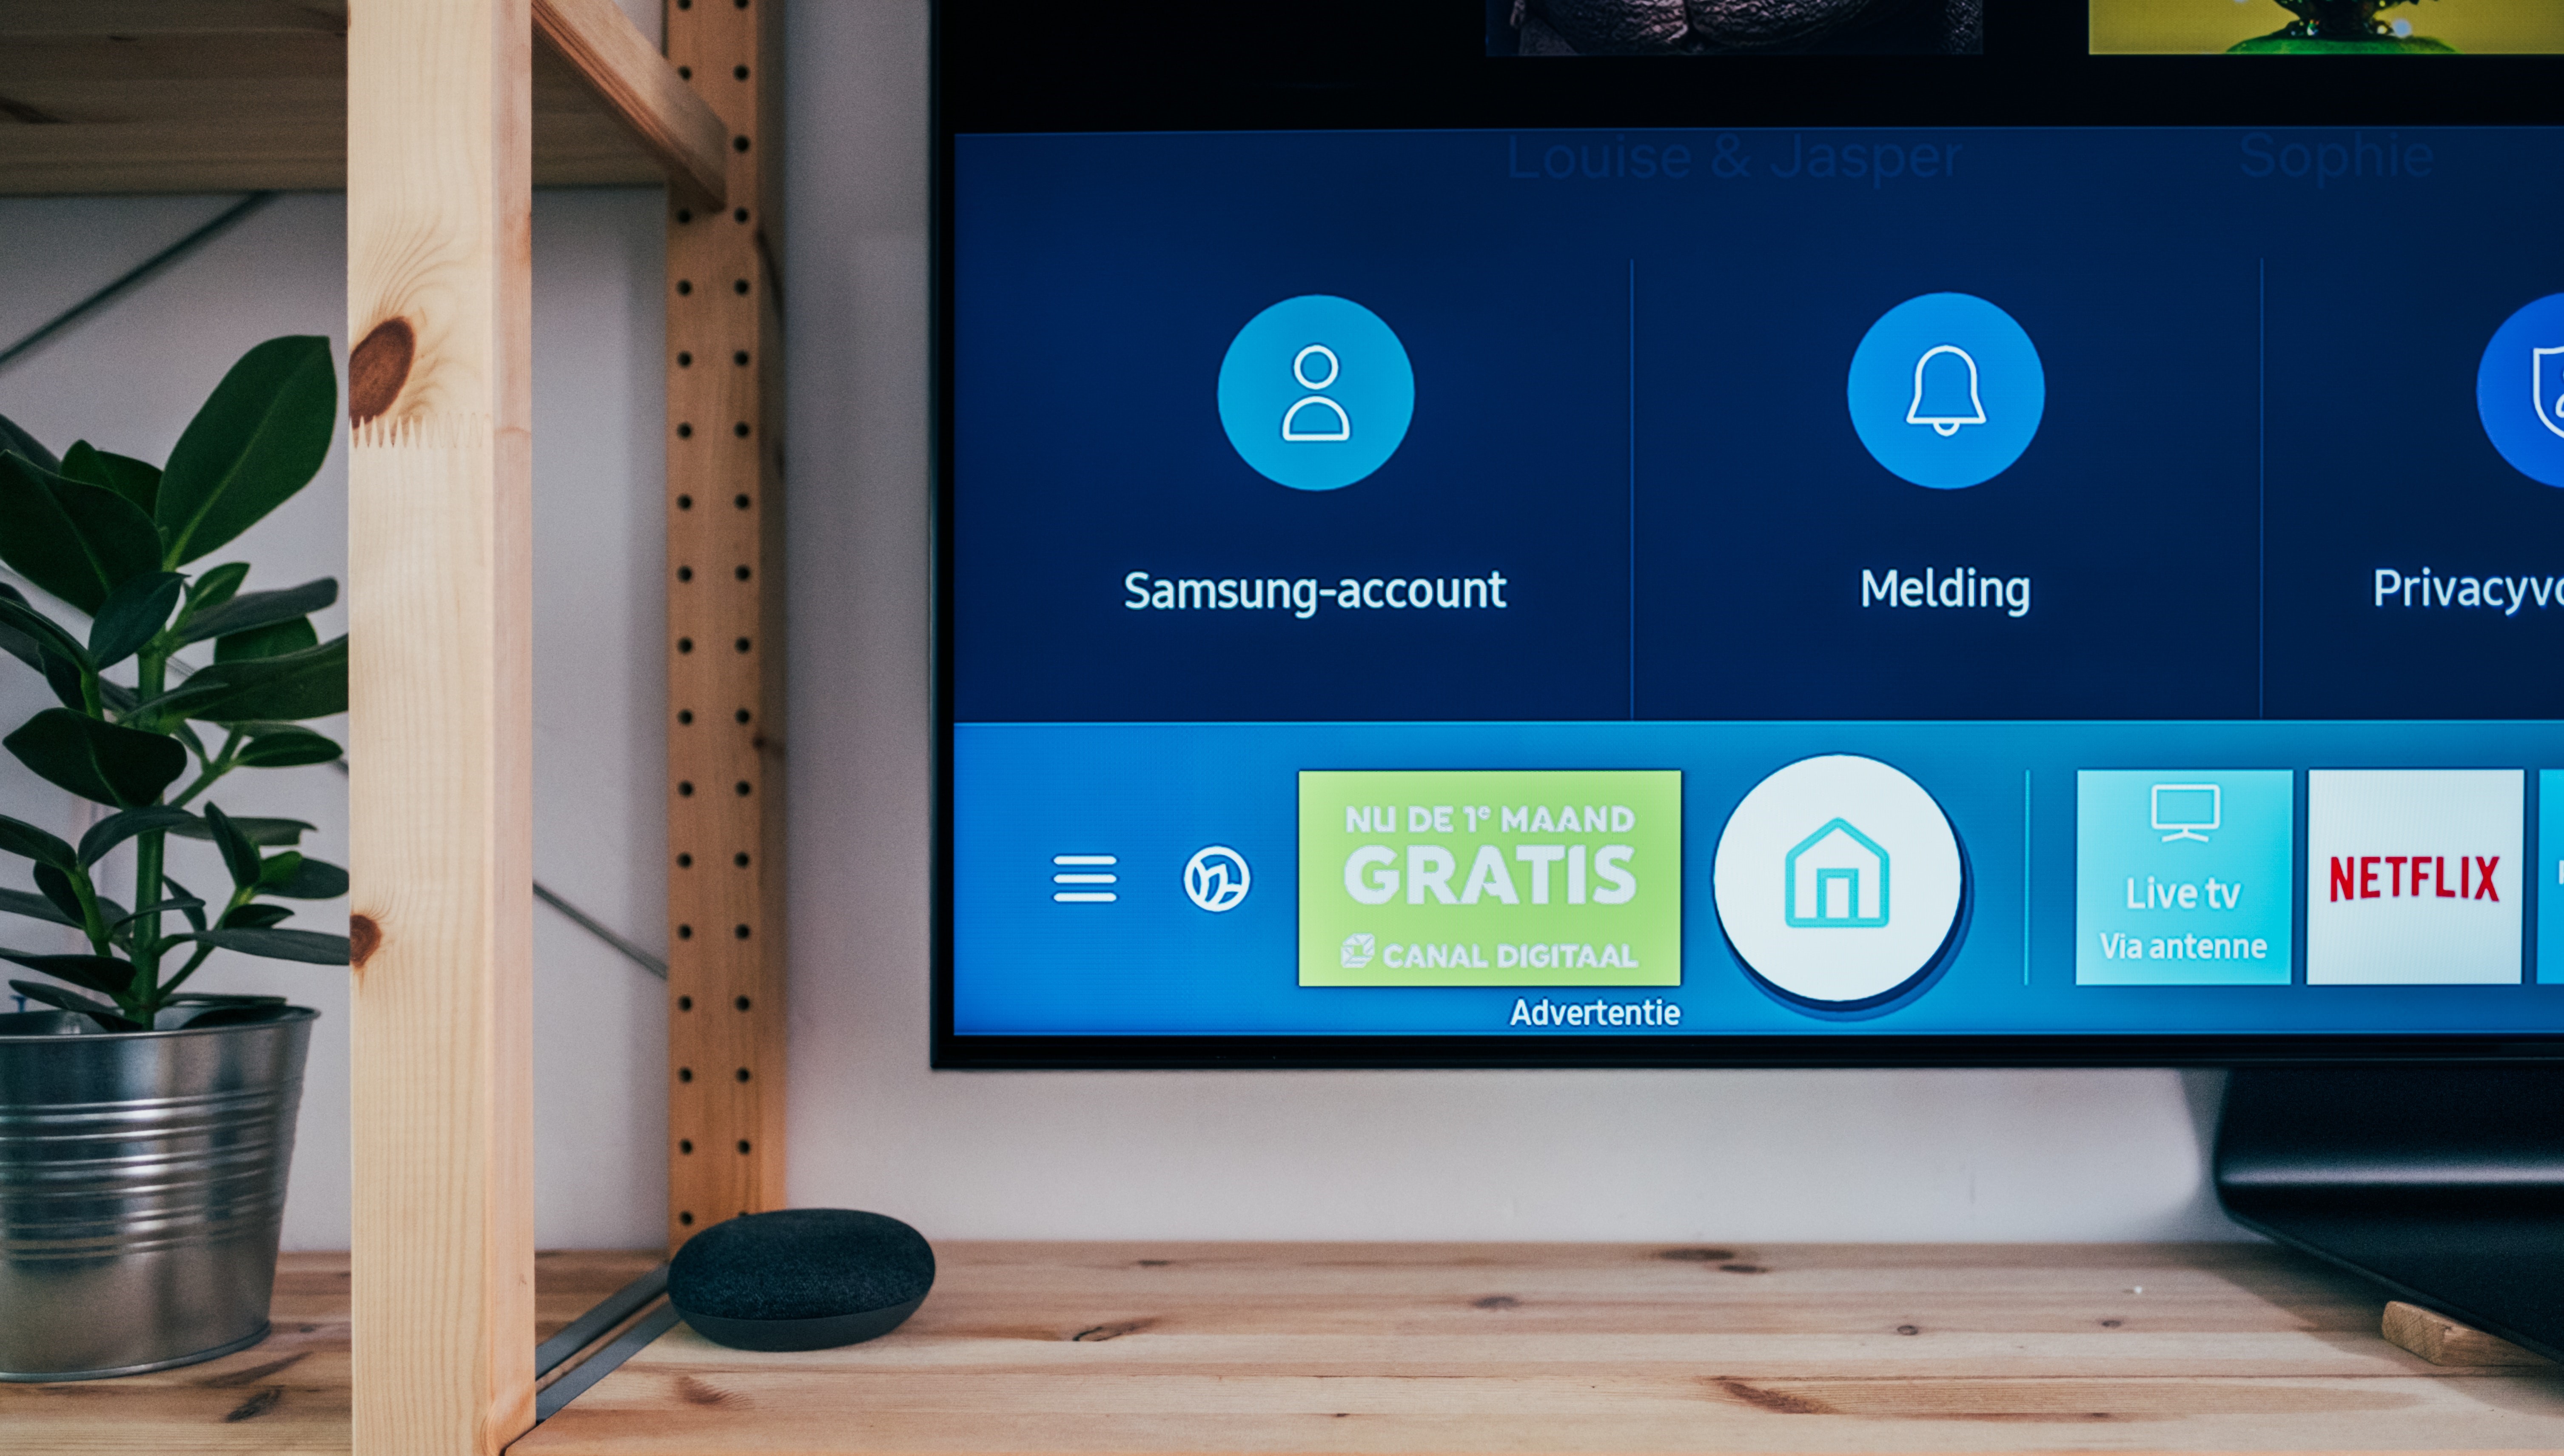 Louise & Jasper
Sophie
Samsung-account
Melding
NU DE 1e MAAND
GRATIS
CANAL DIGITAAL
Advertentie
Live tv
Via antenne
NETFLIX